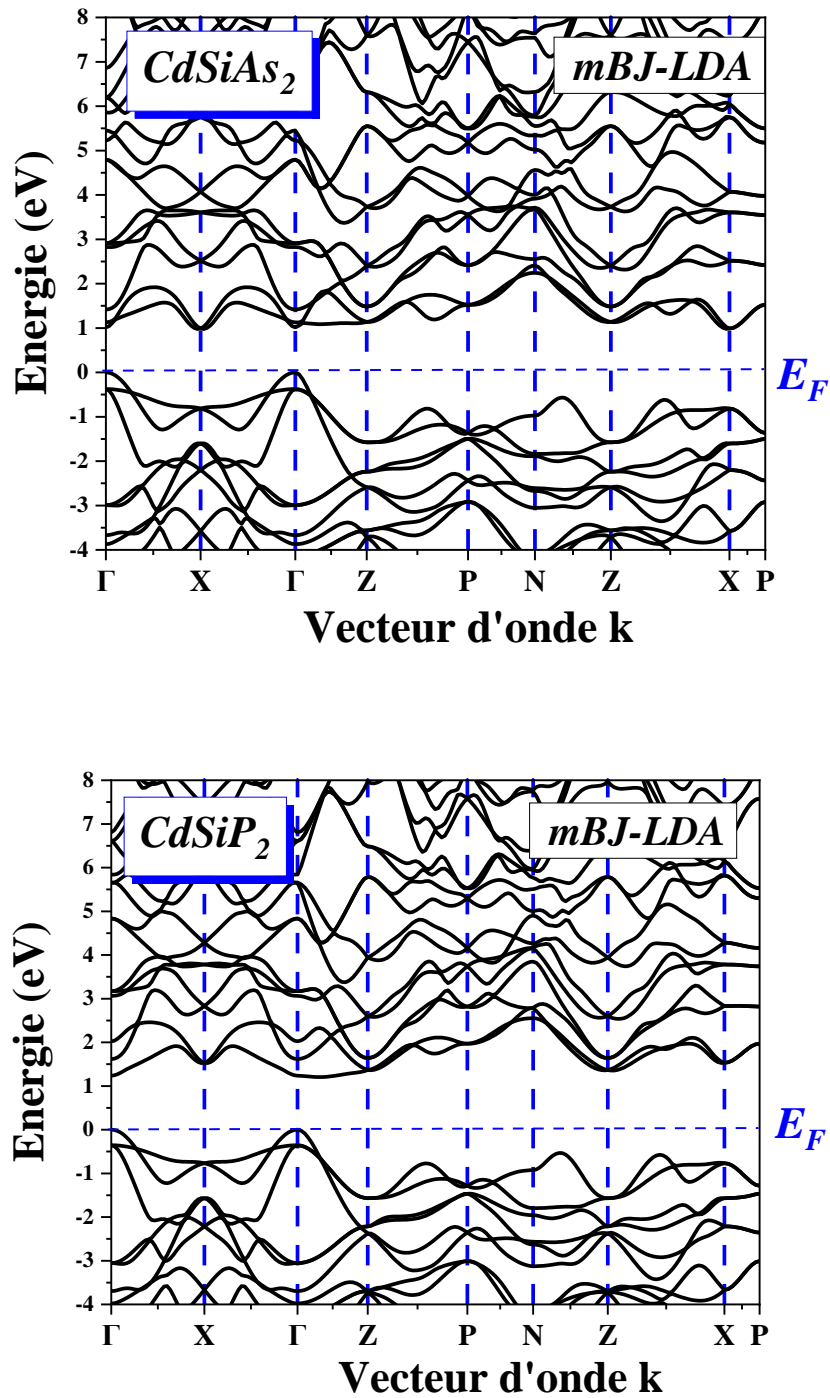 8
CdSiAs2
mBJ-LDA
7
6
5
4
3
2
1
0
-1
-2
-3
-4
Energie (eV)
EF
Γ X Γ Z P N Z X P
Vecteur d'onde k
8
CdSiP2
mBJ-LDA
7
6
5
4
3
2
1
0
-1
-2
-3
-4
Energie (eV)
EF
Γ X Γ Z P N Z X P
Vecteur d'onde k